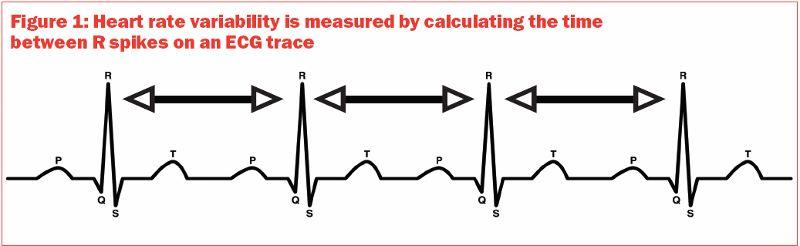 Figure 1: Heart rate variability is measured by calculating the time
between R spikes on an ECG trace
R R R R
P T P T P T P T
Q Q Q Q
S S S S